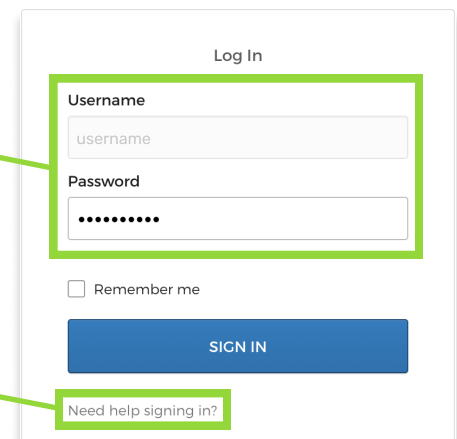 Log In
Username
username
Password
••••••••••
Remember me
SIGN IN
Need help signing in?